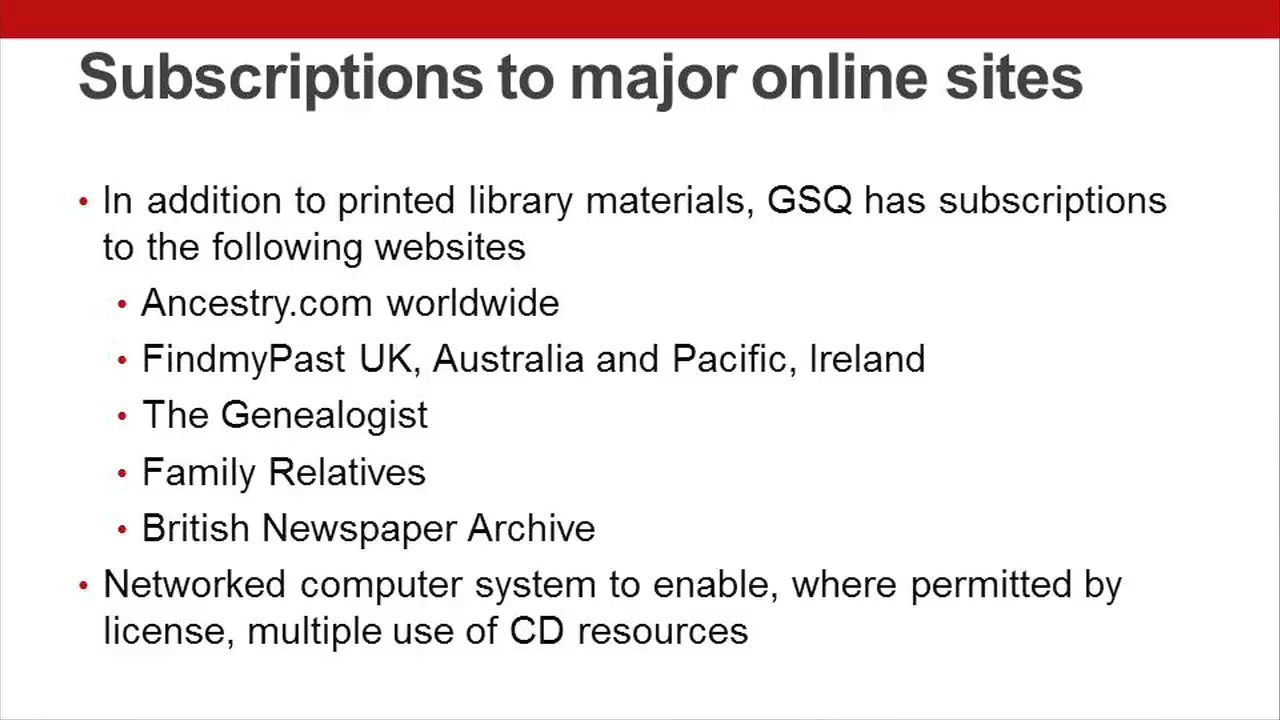 Subscriptions to major online sites
• In addition to printed library materials, GSQ has subscriptions
to the following websites
• Ancestry.com worldwide
• FindmyPast UK, Australia and Pacific, Ireland
• The Genealogist
• Family Relatives
• British Newspaper Archive
• Networked computer system to enable, where permitted by
license, multiple use of CD resources